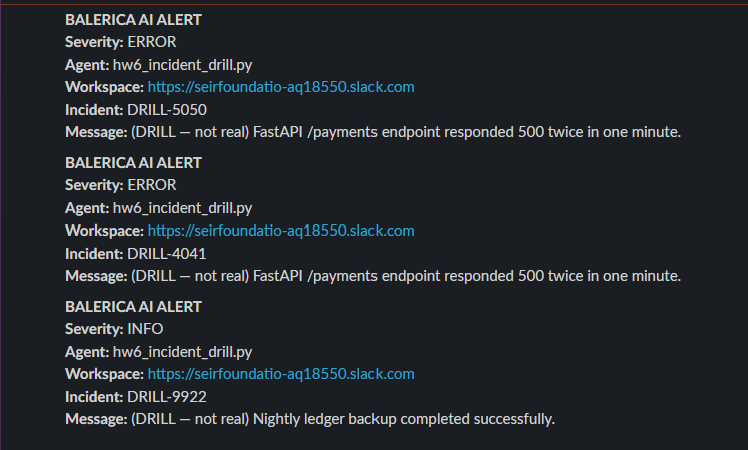 BALERICA AI ALERT
Severity: ERROR
Agent: hw6_incident_drill.py
Workspace: https://seirfoundatio-aq18550.slack.com
Incident: DRILL-5050
Message: (DRILL — not real) FastAPI /payments endpoint responded 500 twice in one minute.
BALERICA AI ALERT
Severity: ERROR
Agent: hw6_incident_drill.py
Workspace: https://seirfoundatio-aq18550.slack.com
Incident: DRILL-4041
Message: (DRILL — not real) FastAPI /payments endpoint responded 500 twice in one minute.
BALERICA AI ALERT
Severity: INFO
Agent: hw6_incident_drill.py
Workspace: https://seirfoundatio-aq18550.slack.com
Incident: DRILL-9922
Message: (DRILL — not real) Nightly ledger backup completed successfully.